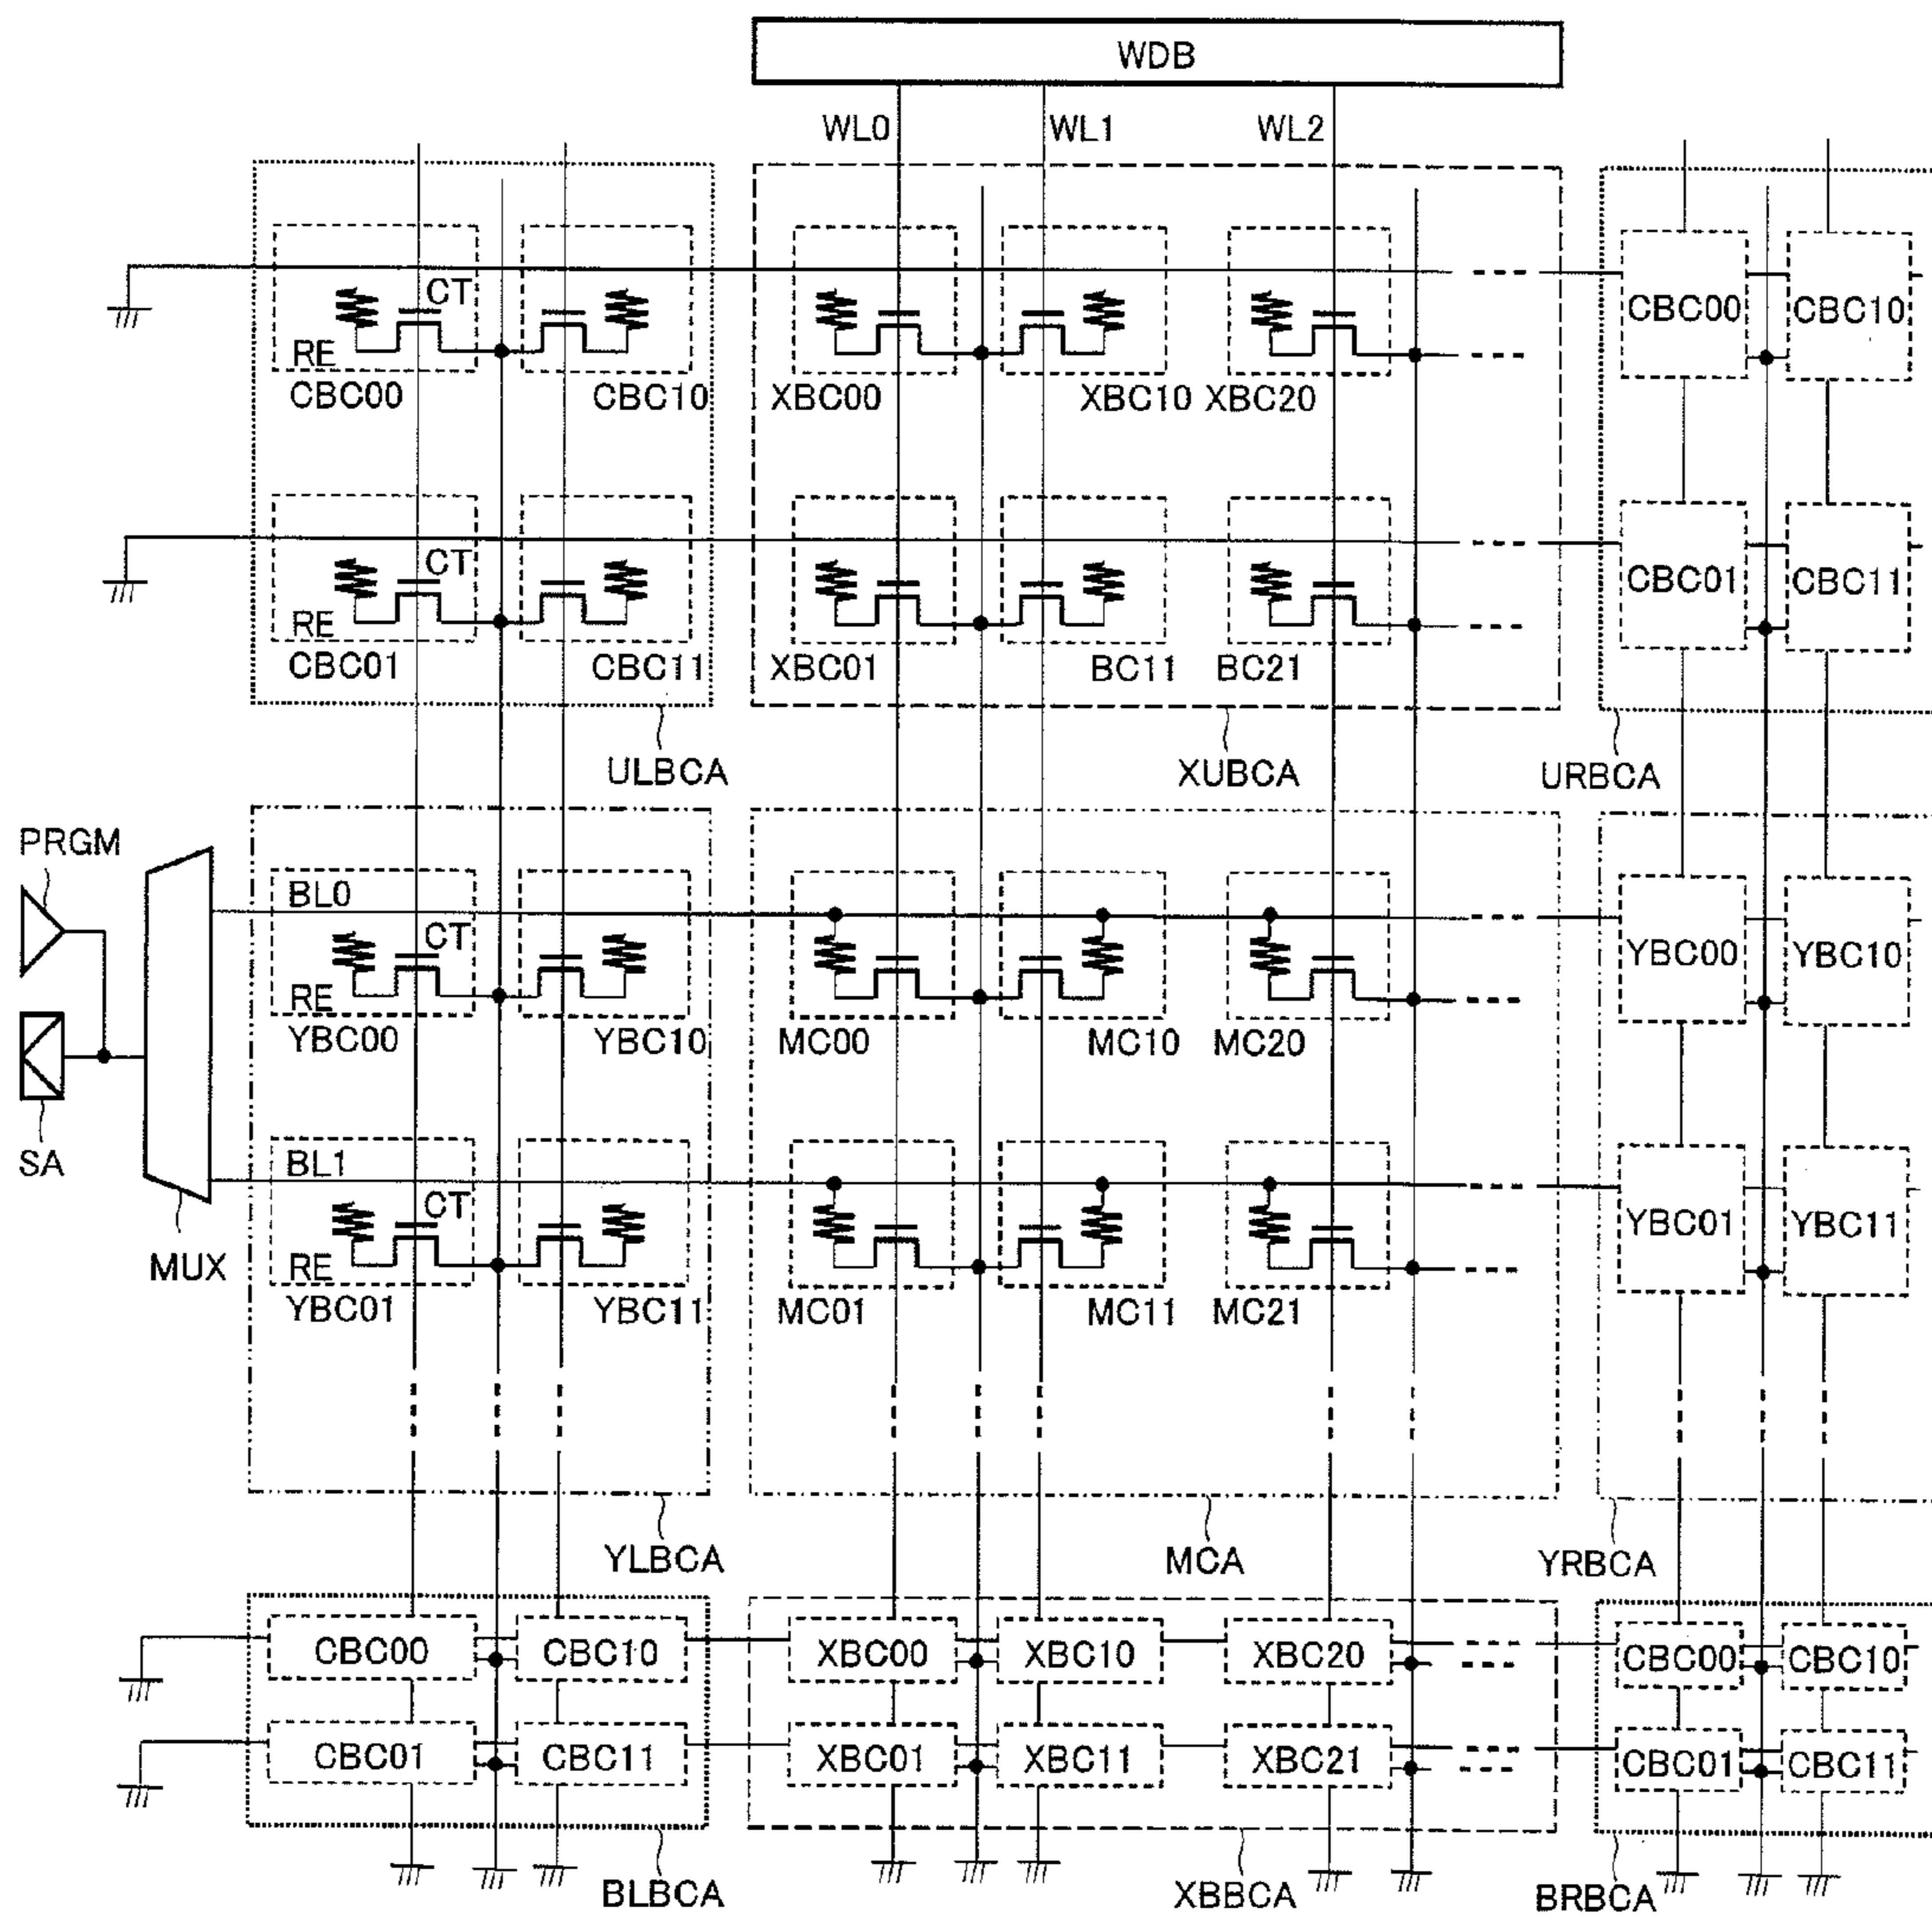 WDB
WL0 WL1 WL2
CT CBC00 CBC10
RE
CBC00 CBC10 XBC00 XBC10 XBC20
CT CBC01 CBC11
RE
CBC01 CBC11 XBC01 BC11 BC21
ULBCA XUBCA URBCA
PRGM
BL0
CT YBC00 YBC10
RE
YBC00 YBC10 MC00 MC10 MC20
SA
BL1
CT YBC01 YBC11
MUX RE
YBC01 YBC11 MC01 MC11 MC21
YLBCA MCA YRBCA
CBC00 CBC10 XBC00 XBC10 XBC20 CBC00 CBC10
CBC01 CBC11 XBC01 XBC11 XBC21 CBC01 CBC11
BLBCA XBBCA BRBCA